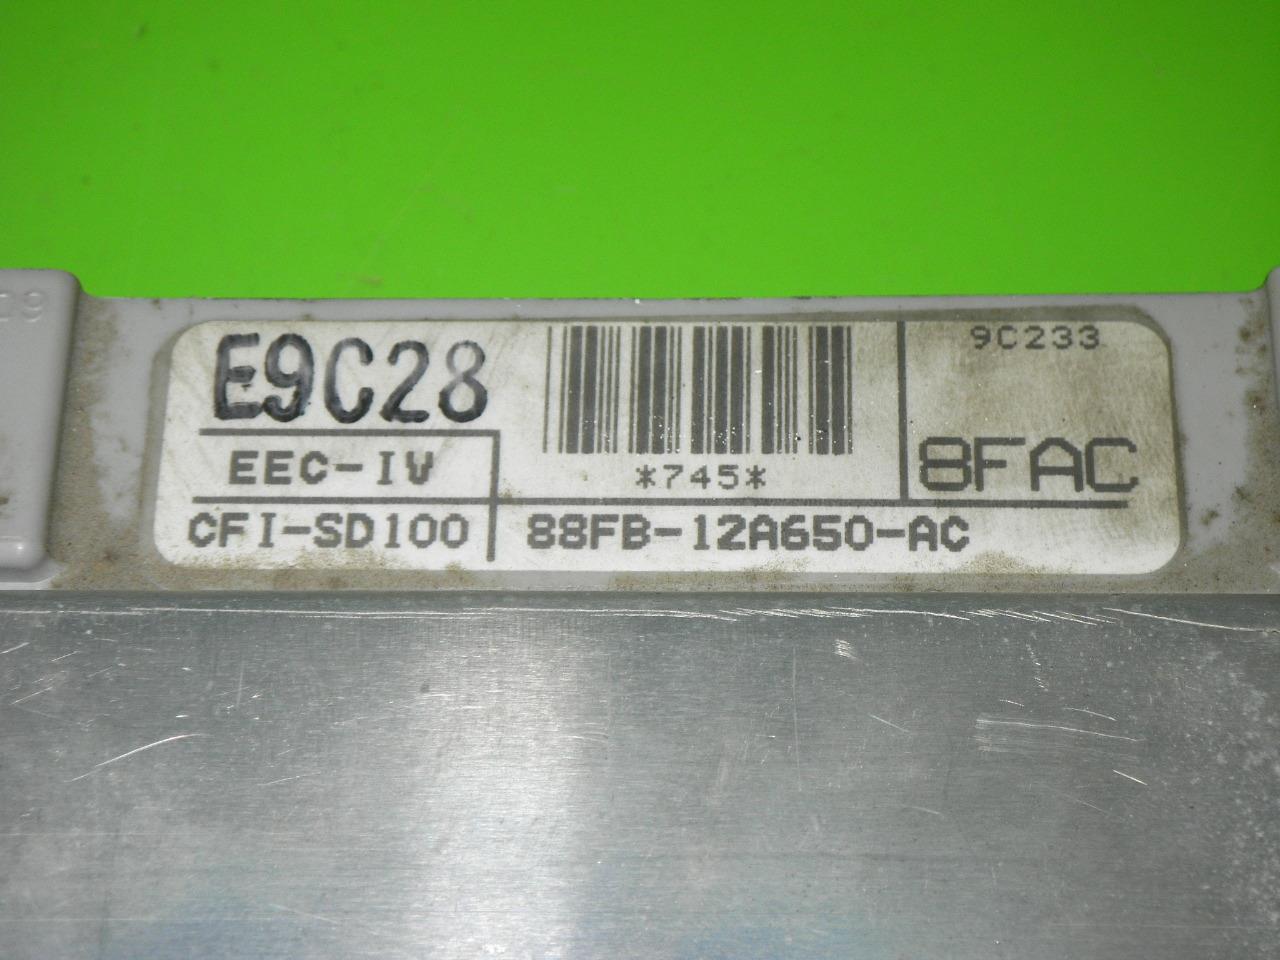 E9C28
EEC-IV
CFI-SD100
*745*
88FB-12A650-AC
9C233
8FAC